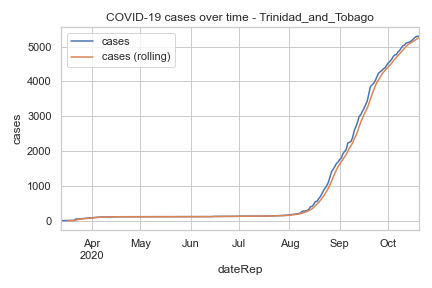 COVID-19 cases over time - Trinidad_and_Tobago
cases
cases (rolling)
cases
5000
4000
3000
2000
1000
0
Apr
2020
May
Jun
Jul
Aug
Sep
Oct
dateRep